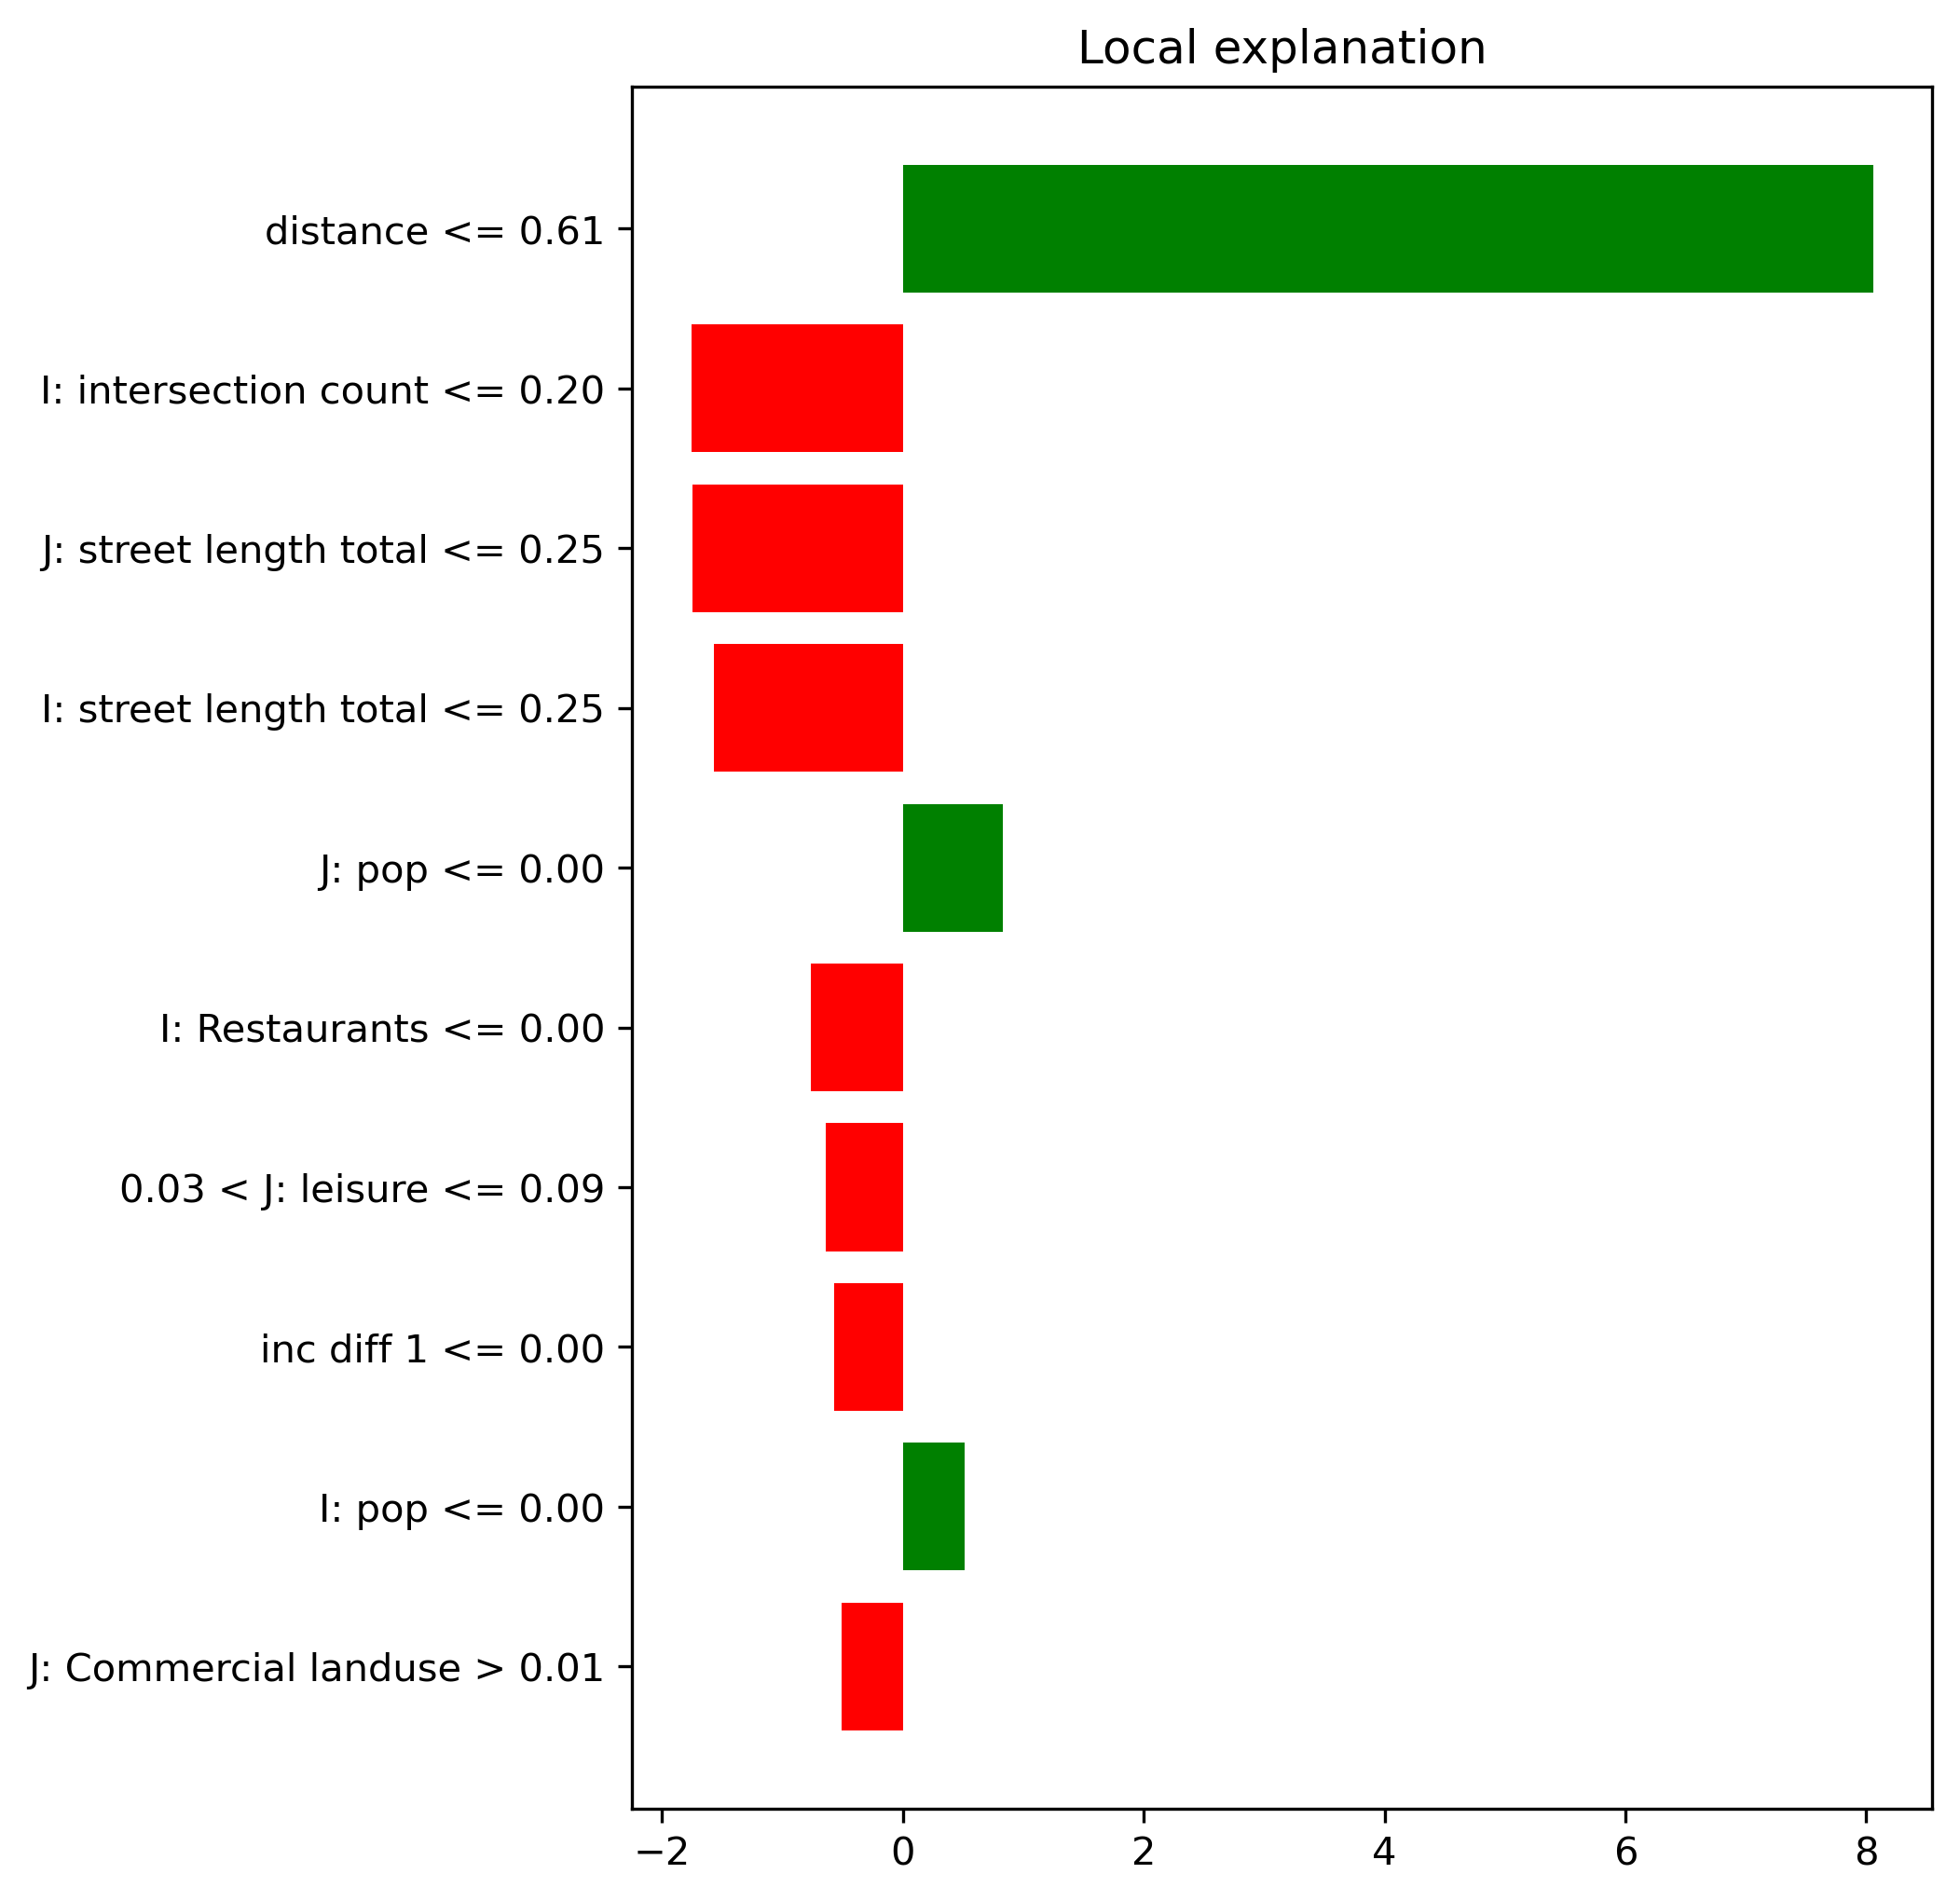 Local explanation
distance <= 0.61
I: intersection count <= 0.20
J: street length total <= 0.25
I: street length total <= 0.25
J: pop <= 0.00
I: Restaurants <= 0.00
0.03 < J: leisure <= 0.09
inc diff 1 <= 0.00
I: pop <= 0.00
J: Commercial landuse > 0.01
−2 0 2 4 6 8